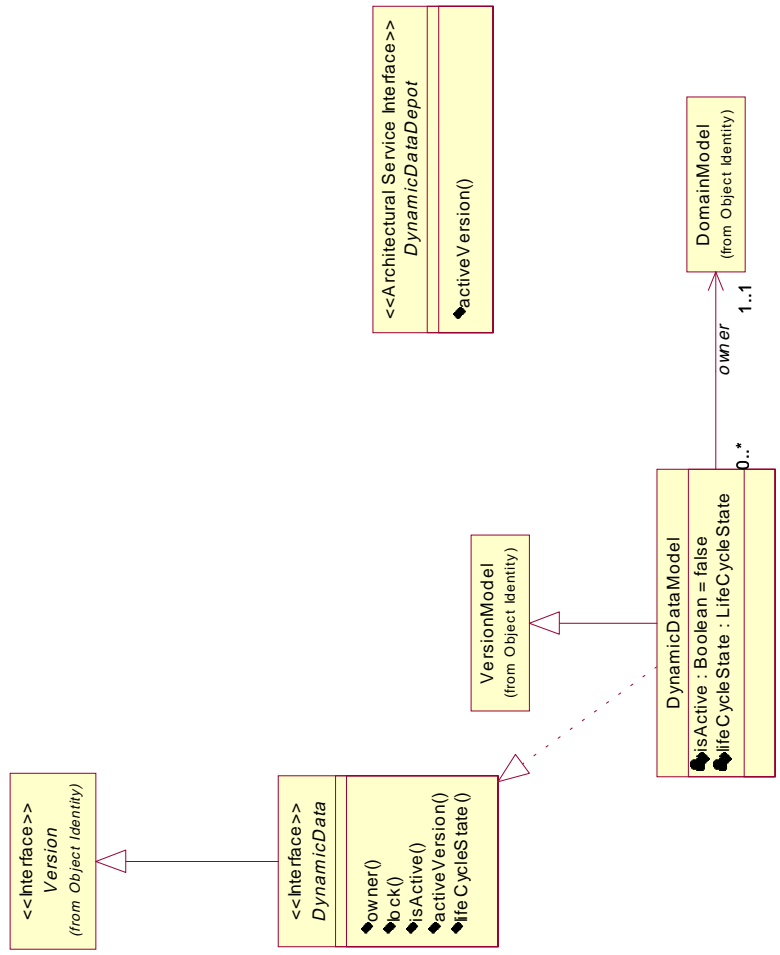 <<Interface>>
Version
(from Object Identity)
<<Interface>>
DynamicData
owner()
lock()
isActive()
activeVersion()
lifeCycleState()
<<Architectural Service Interface>>
DynamicDataDepot
activeVersion()
VersionModel
(from Object Identity)
DynamicDataModel
isActive : Boolean = false
lifeCycleState : LifeCycleState
0..*
owner
1..1
DomainModel
(from Object Identity)